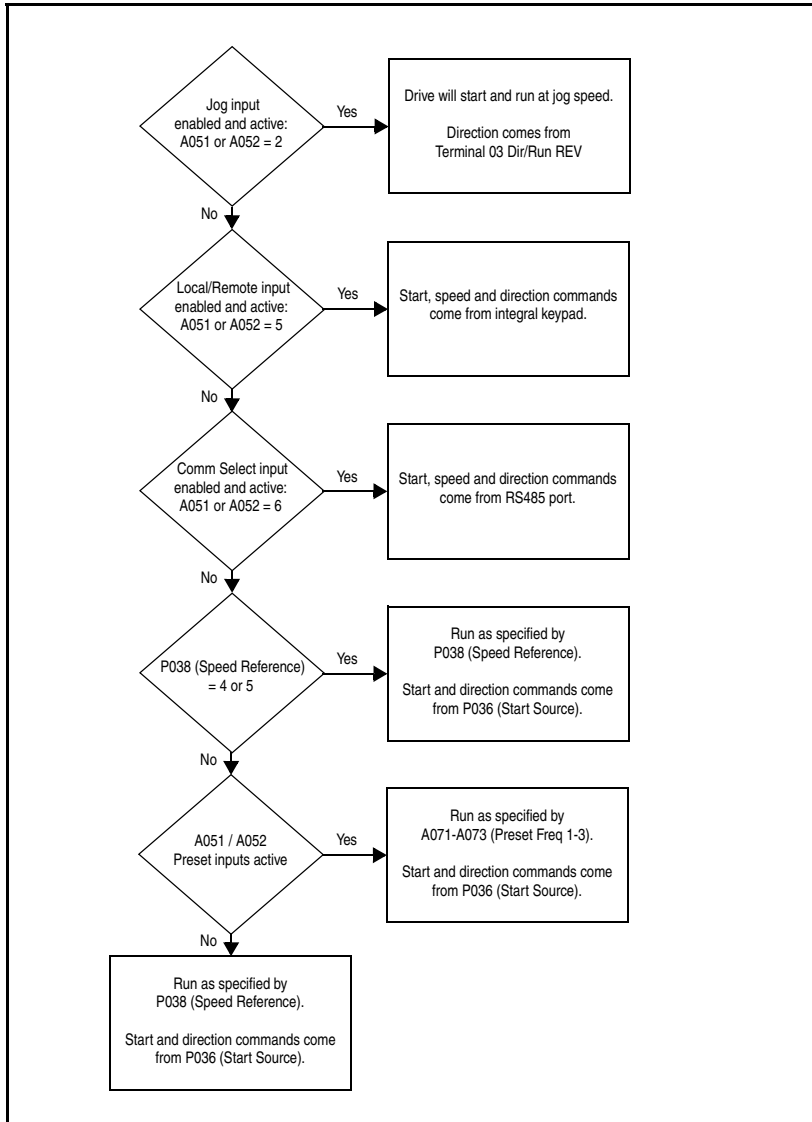 Jog input
enabled and active:
A051 or A052 = 2
Yes
Drive will start and run at jog speed.
Direction comes from
Terminal 03 Dir/Run REV
No
Local/Remote input
enabled and active:
A051 or A052 = 5
Yes
Start, speed and direction commands
come from integral keypad.
No
Comm Select input
enabled and active:
A051 or A052 = 6
Yes
Start, speed and direction commands
come from RS485 port.
No
P038 (Speed Reference)
= 4 or 5
Yes
Run as specified by
P038 (Speed Reference).
Start and direction commands come
from P036 (Start Source).
No
A051 / A052
Preset inputs active
Yes
Run as specified by
A071-A073 (Preset Freq 1-3).
Start and direction commands come
from P036 (Start Source).
No
Run as specified by
P038 (Speed Reference).
Start and direction commands come
from P036 (Start Source).